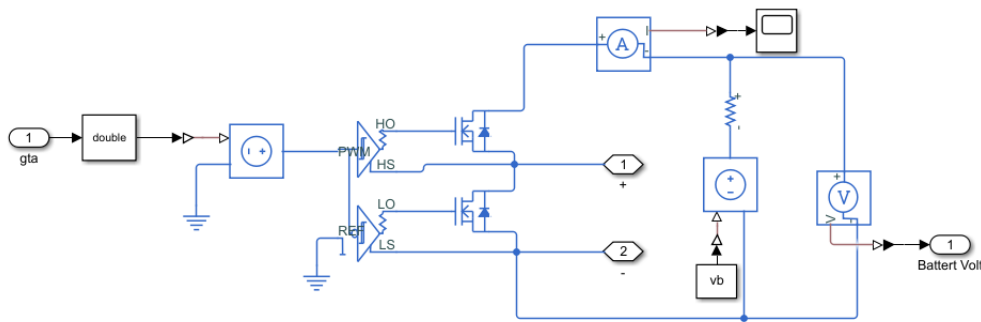 1
gta
double
PWM
REF
HO
HS
LO
LS
1
+
2
-
+
A
I
-
+
-
+
-
vb
+
V
V
-
1
Battert Volt